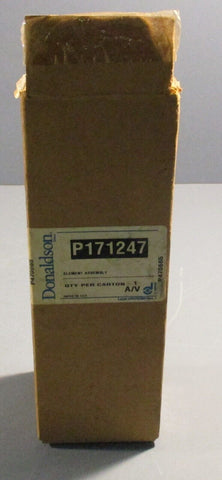 Donaldson
P171247
ELEMENT ASSEMBLY
QTY PER CARTON - 1
A/V